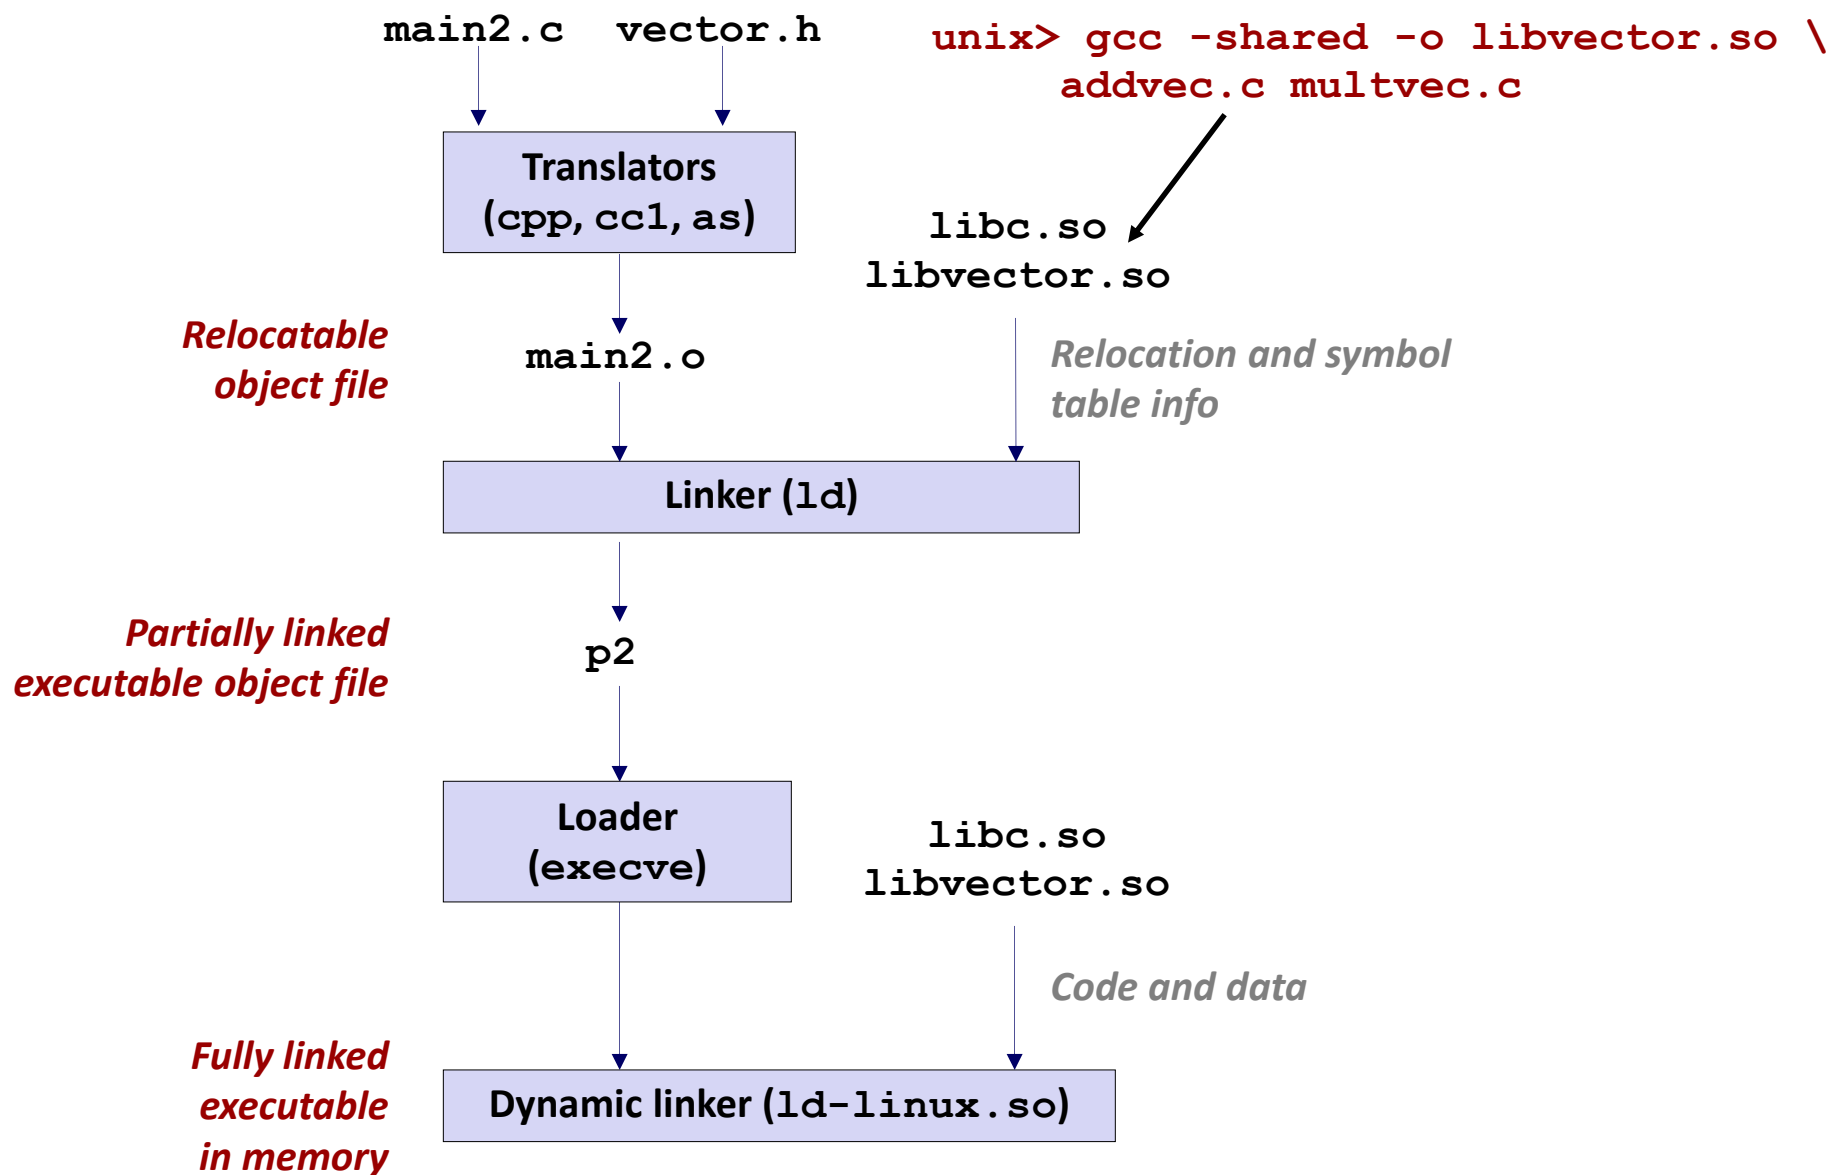 main2.c vector.h
unix> gcc -shared -o libvector.so \
addvec.c multvec.c
Translators
(cpp, cc1, as)
libc.so
libvector.so
Relocatable
object file
main2.o
Relocation and symbol
table info
Linker (ld)
Partially linked
executable object file
p2
Loader
(execve)
libc.so
libvector.so
Code and data
Fully linked
executable
in memory
Dynamic linker (ld-linux.so)